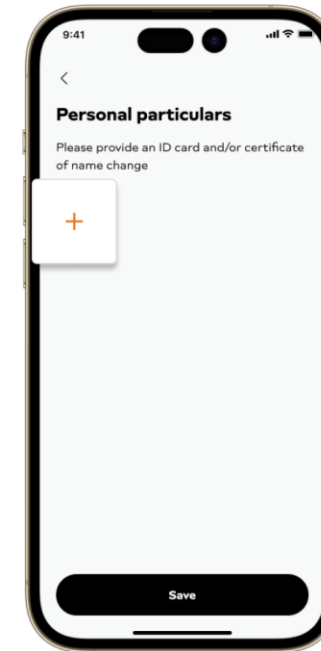 9:41
Personal particulars
Please provide an ID card and/or certificate
of name change
+
Save